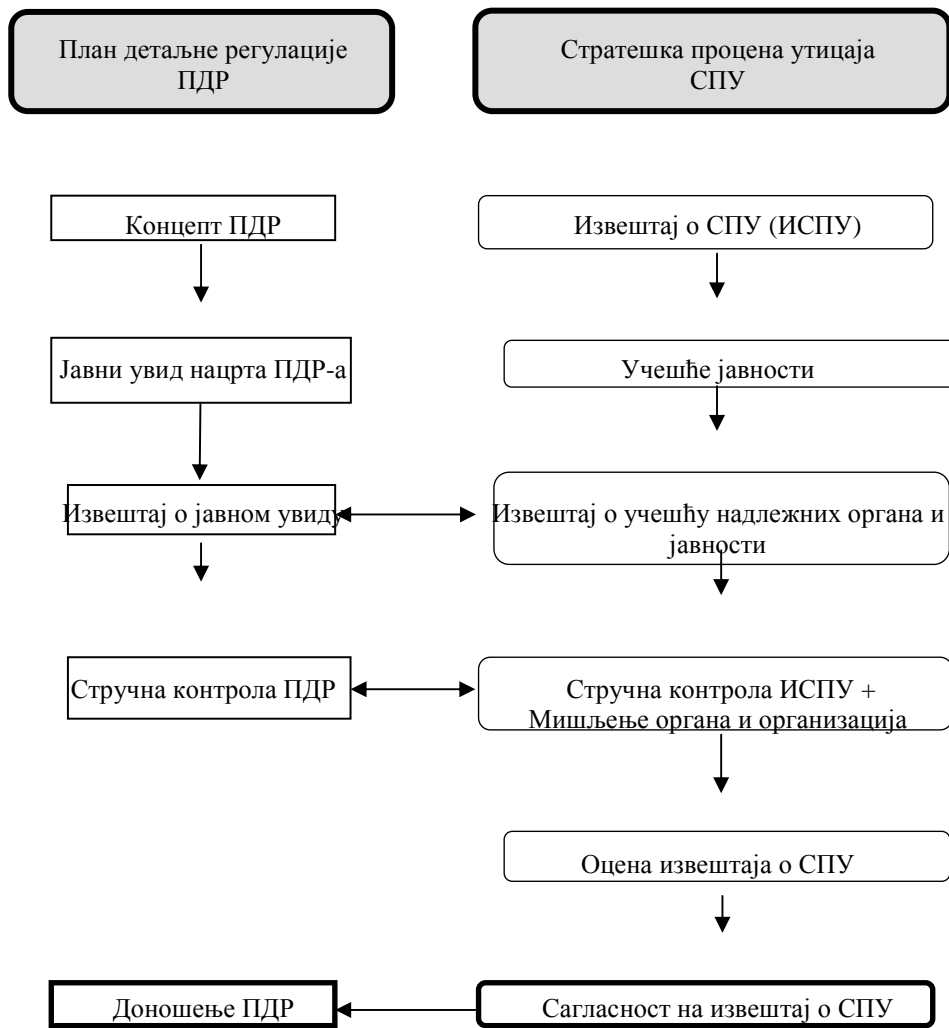 План детаљне регулације
ПДР
Стратешка процена утицаја
СПУ
Концепт ПДР
Извештај о СПУ (ИСПУ)
Јавни увид нацрта ПДР-а
Учешће јавности
Извештај о јавном увиду
Извештај о учешћу надлежних органа и
јавности
Стручна контрола ПДР
Стручна контрола ИСПУ +
Мишљење органа и организација
Оцена извештаја о СПУ
Доношење ПДР
Сагласност на извештај о СПУ